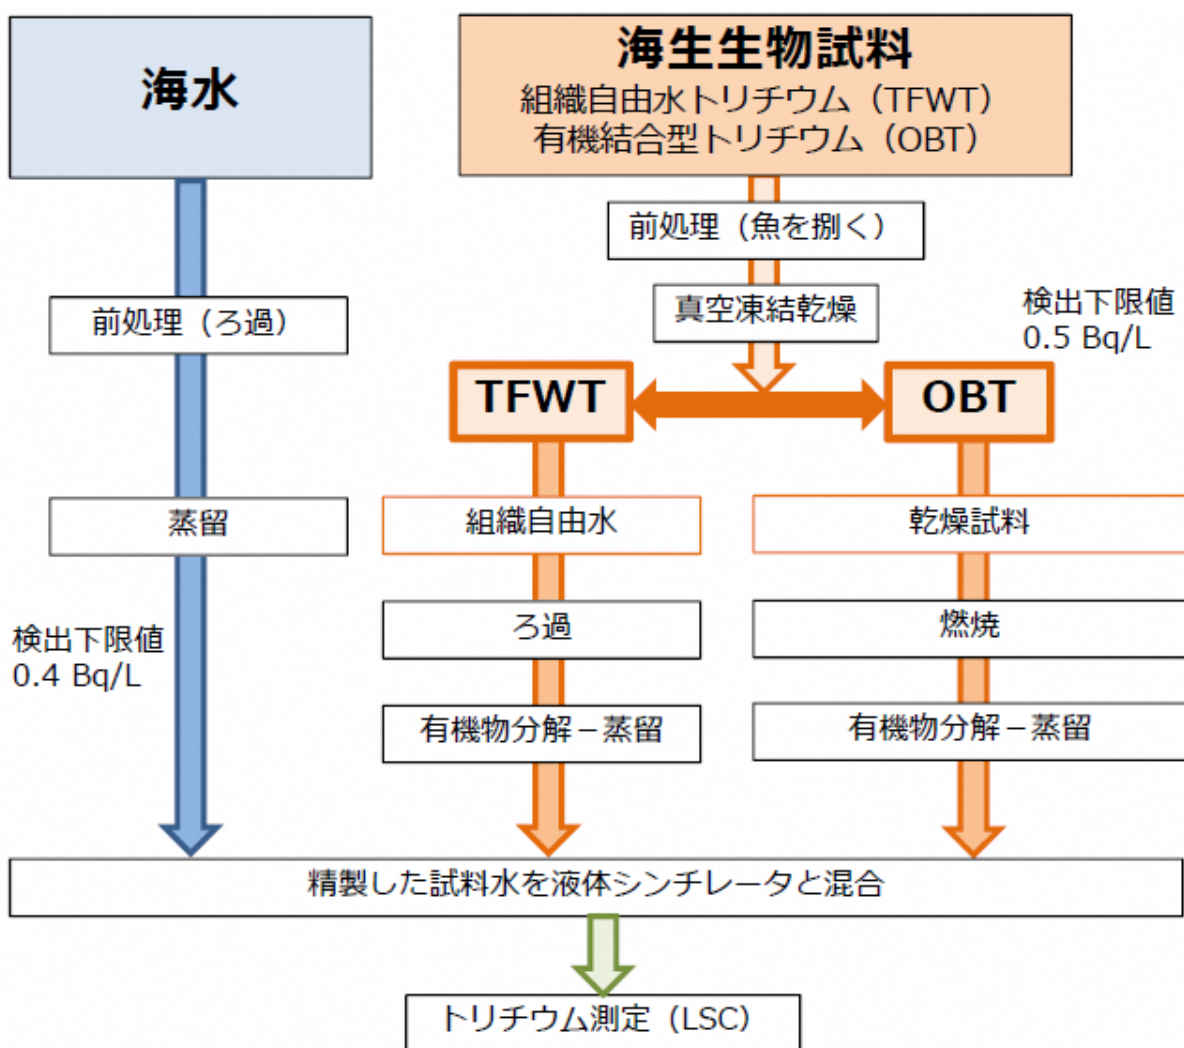 海水
海生生物試料
組織自由水トリチウム（TFWT）
有機結合型トリチウム（OBT）
前処理（魚を捌く）
真空凍結乾燥
検出下限値
0.5 Bq/L
前処理（ろ過）
TFWT
OBT
蒸留
組織自由水
乾燥試料
検出下限値
0.4 Bq/L
ろ過
燃焼
有機物分解－蒸留
有機物分解－蒸留
精製した試料水を液体シンチレータと混合
トリチウム測定（LSC）